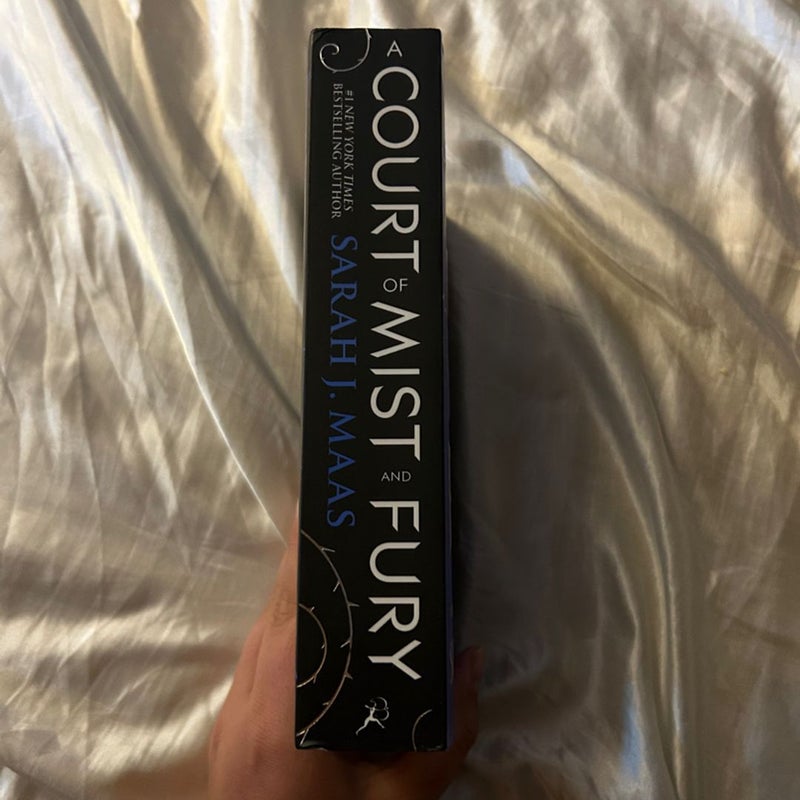 A
COURT
OF
MIST
AND
FURY
#1 NEW YORK TIMES
BESTSELLING AUTHOR
SARAH J. MAAS